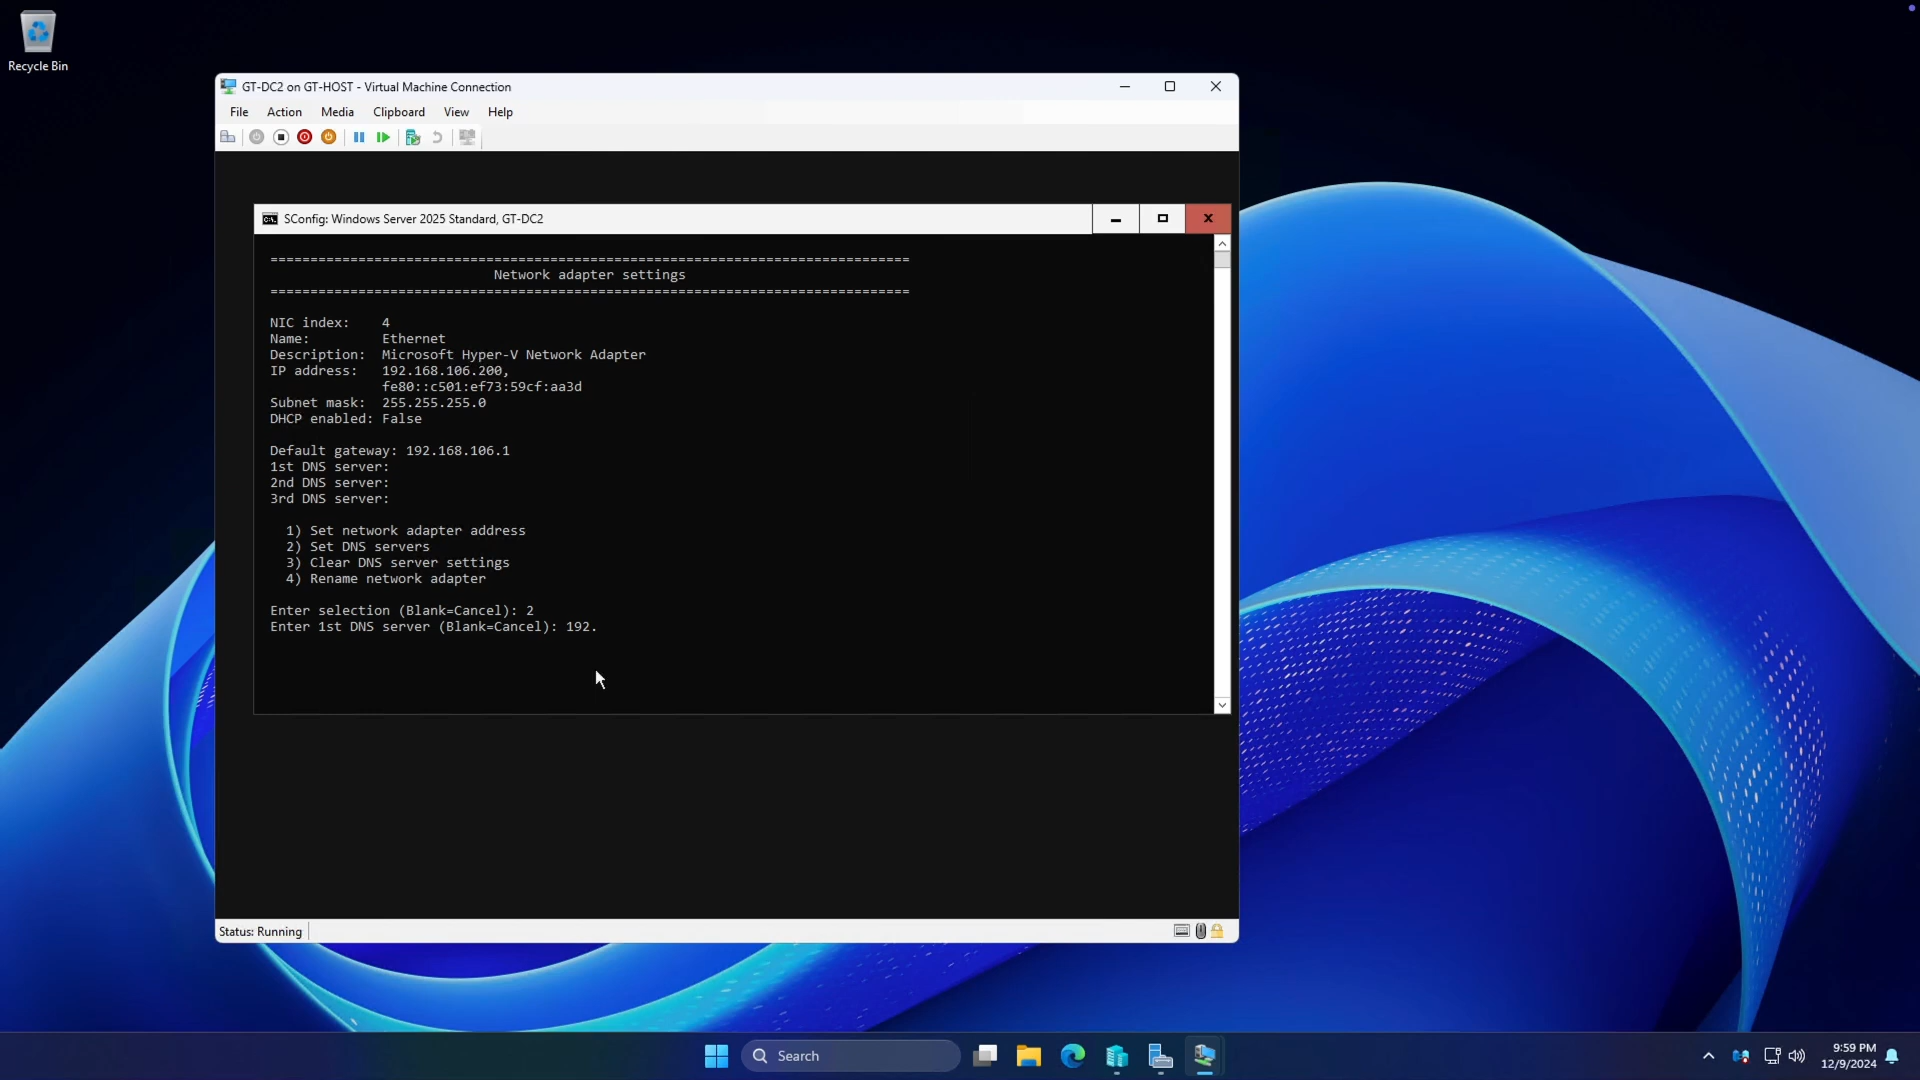 Recycle Bin
GT-DC2 on GT-HOST - Virtual Machine Connection
File Action Media Clipboard View Help
SConfig: Windows Server 2025 Standard, GT-DC2
================================================================================
Network adapter settings
================================================================================
NIC index: 4
Name: Ethernet
Description: Microsoft Hyper-V Network Adapter
IP address: 192.168.106.200,
fe80::c501:ef73:59cf:aa3d
Subnet mask: 255.255.255.0
DHCP enabled: False
Default gateway: 192.168.106.1
1st DNS server:
2nd DNS server:
3rd DNS server:
1) Set network adapter address
2) Set DNS servers
3) Clear DNS server settings
4) Rename network adapter
Enter selection (Blank=Cancel): 2
Enter 1st DNS server (Blank=Cancel): 192.
Status: Running
Search
9:59 PM
12/9/2024